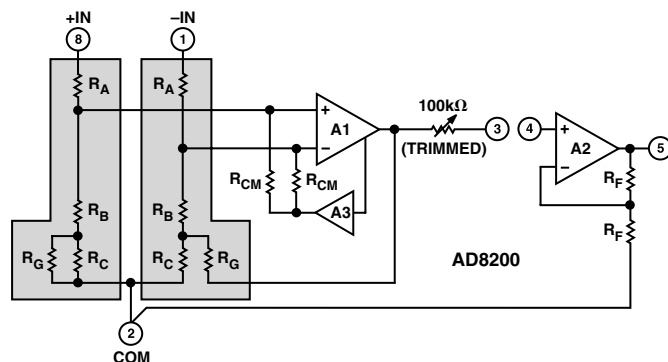 +IN
–IN
8
1
RA
RA
100kΩ
+
A1
–
3
4
+
A2
5
(TRIMMED)
–
RCM
RCM
RF
A3
RB
RB
RF
RG
RC
RC
RG
AD8200
2
COM